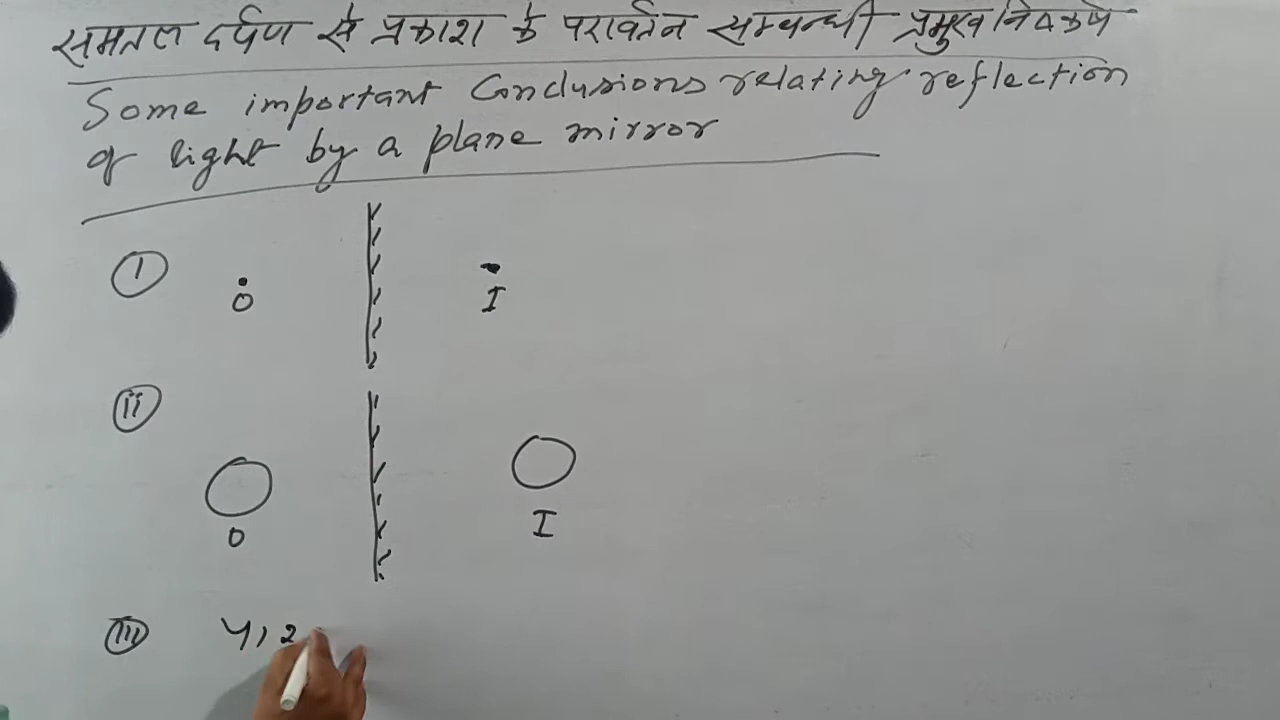 समतल दर्पण से प्रकाश के परावर्तन सम्बन्धी प्रमुख निष्कर्ष
Some important Conclusions relating reflection
of light by a plane mirror
(i)
O I
(ii)
O I
(iii)